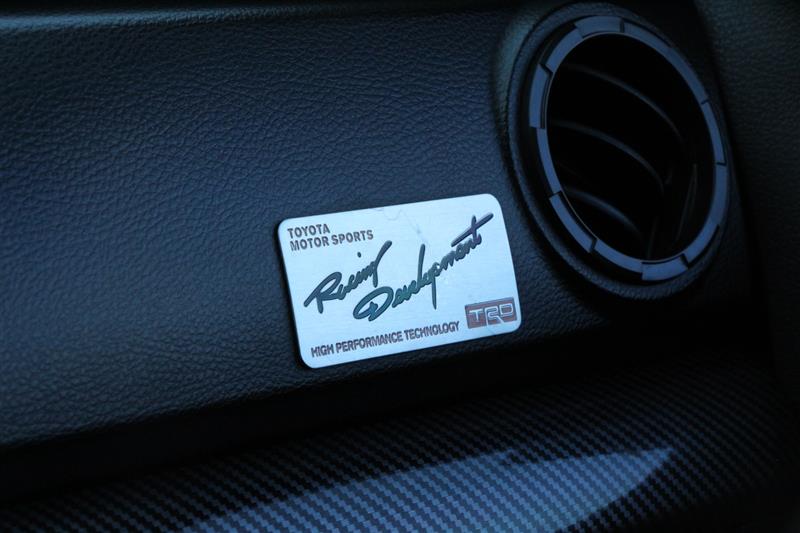 TOYOTA
MOTOR SPORTS
Racing
Development
HIGH PERFORMANCE TECHNOLOGY
TRD